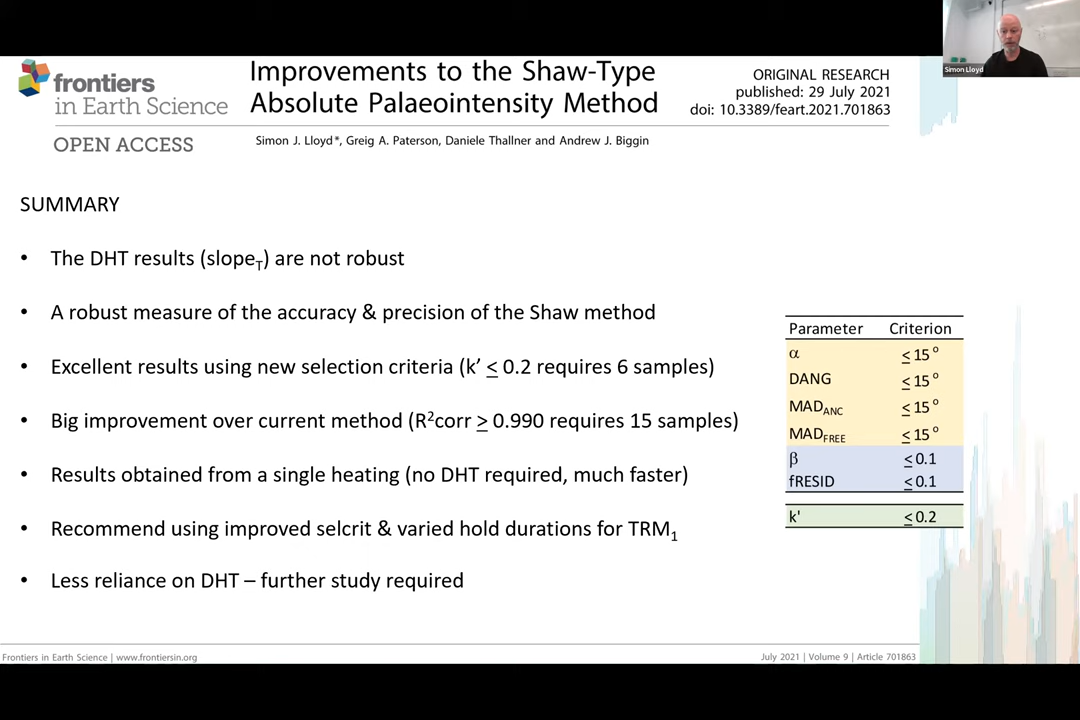 Simon Lloyd
frontiers
in Earth Science
OPEN ACCESS
Improvements to the Shaw-Type
Absolute Palaeointensity Method
ORIGINAL RESEARCH
published: 29 July 2021
doi: 10.3389/feart.2021.701863
Simon J. Lloyd*, Greig A. Paterson, Daniele Thallner and Andrew J. Biggin
SUMMARY
• The DHT results (slopeT) are not robust
• A robust measure of the accuracy & precision of the Shaw method
• Excellent results using new selection criteria (k’ ≤ 0.2 requires 6 samples)
• Big improvement over current method (R²corr ≥ 0.990 requires 15 samples)
• Results obtained from a single heating (no DHT required, much faster)
• Recommend using improved selcrit & varied hold durations for TRM₁
• Less reliance on DHT – further study required
Parameter Criterion
α ≤ 15 °
DANG ≤ 15 °
MADANC ≤ 15 °
MADFREE ≤ 15 °
β ≤ 0.1
fRESID ≤ 0.1
k' ≤ 0.2
Frontiers in Earth Science | www.frontiersin.org
July 2021 | Volume 9 | Article 701863